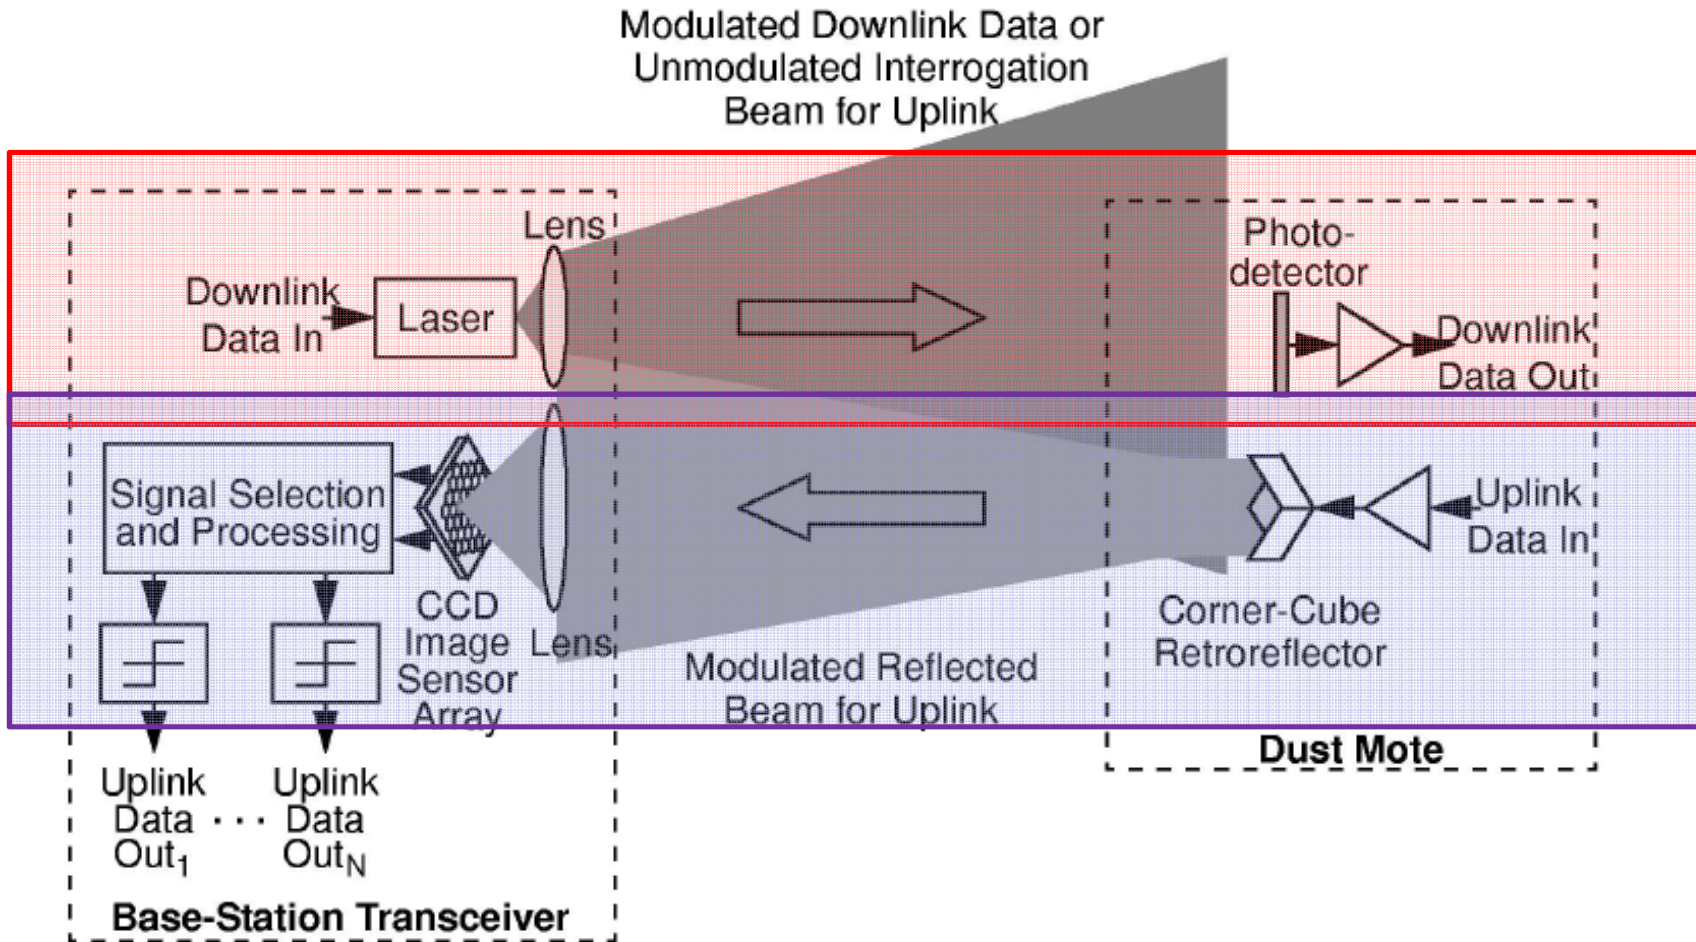 Modulated Downlink Data or
Unmodulated Interrogation
Beam for Uplink
Lens
Downlink
Data In
Laser
Photo-
detector
Downlink
Data Out
Signal Selection
and Processing
CCD
Image
Sensor
Array
Lens
Modulated Reflected
Beam for Uplink
Uplink
Data In
Corner-Cube
Retroreflector
Dust Mote
Uplink
Data
Out1
· · ·
Uplink
Data
OutN
Base-Station Transceiver